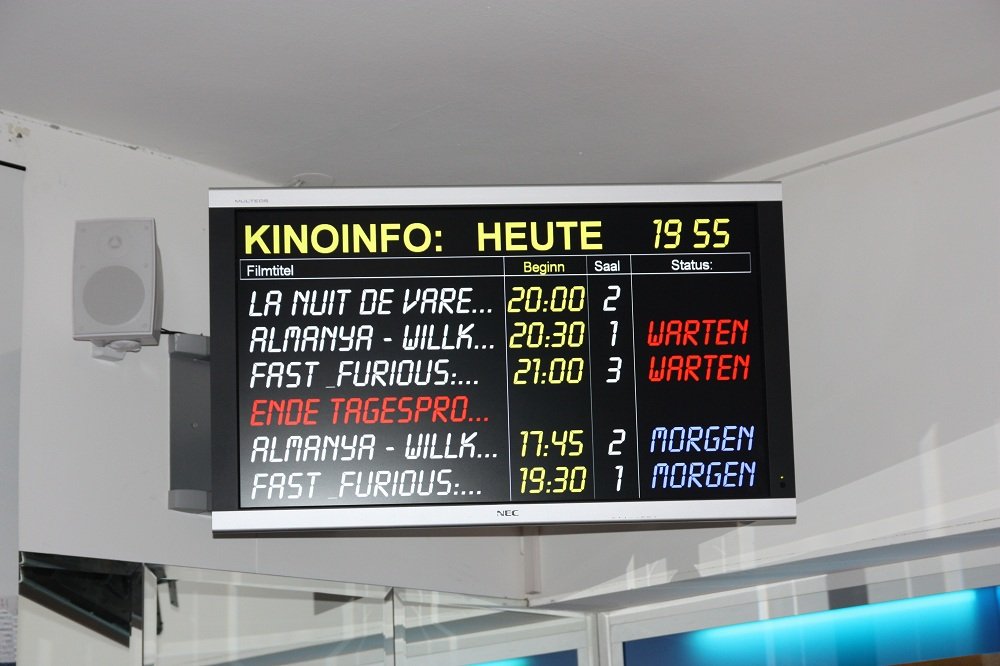 MULTEOS
KINOINFO: HEUTE 19 55
Filmtitel Beginn Saal Status:
LA NUIT DE VARE... 20:00 2
ALMANYA - WILLK... 20:30 1 WARTEN
FAST _FURIOUS:... 21:00 3 WARTEN
ENDE TAGESPRO...
ALMANYA - WILLK... 17:45 2 MORGEN
FAST _FURIOUS:... 19:30 1 MORGEN
NEC